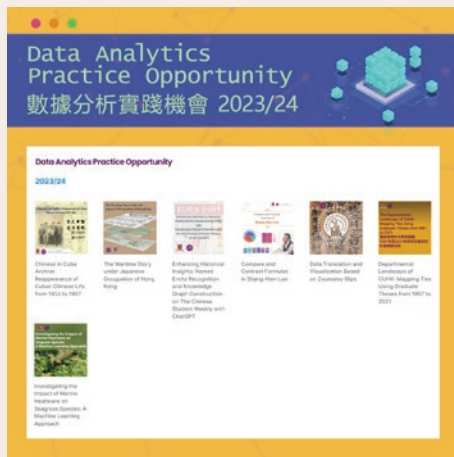 Data Analytics
Practice Opportunity
數據分析實踐機會 2023/24
Data Analytics Practice Opportunity
2023/24
Chinese in Cuba
Archive
Reappearance of
Cuban Chinese Life
from 1955 to 1967
The Wartime Story
under Japanese
Occupation of Hong
Kong
Enhancing Historical
Insights: Named
Entity Recognition
and Knowledge
Graph Construction
on The Chinese
Student Weekly with
ChatGPT
Compare and
Contrast Formulae
in Shang Han Lun
Data Translation and
Visualization Based
on Zoumalou Slips
Departmental
Landscape of
CUHK: Mapping Ties
Using Graduate
Theses from 1967 to
2021
Investigating the
Impact of Marine
Heatwave on
Seagrass Species: A
Machine Learning
Approach